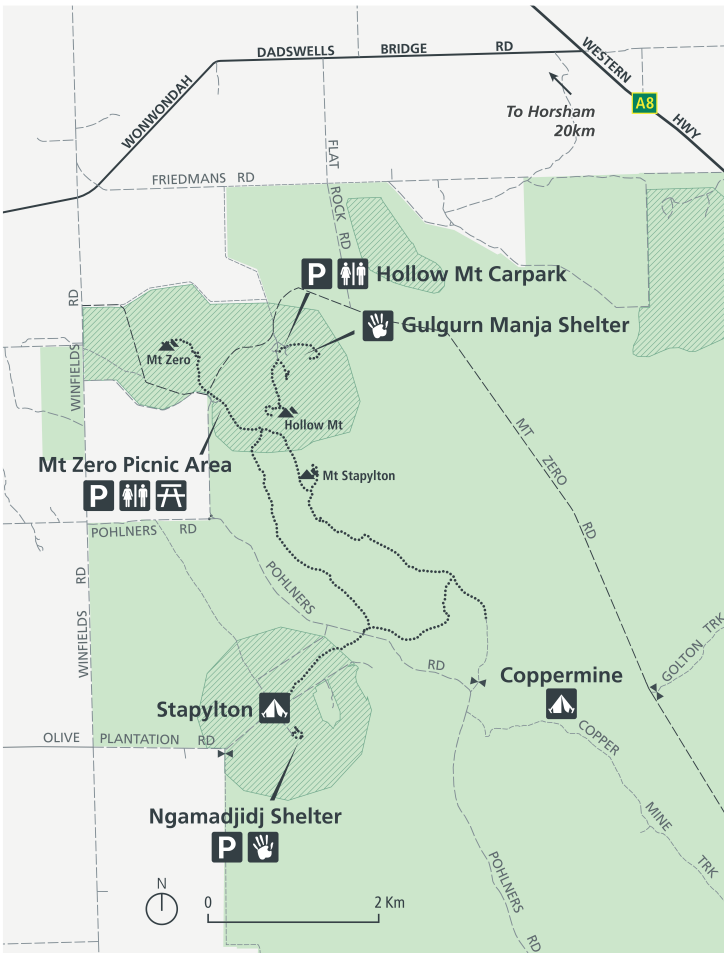 DADSWELLS BRIDGE RD
WESTERN
HWY
A8
WONWONDAH
To Horsham
20km
FLAT
ROCK RD
FRIEDMANS RD
P
Hollow Mt Carpark
Gulgurn Manja Shelter
WINFIELDS RD
Mt Zero
Hollow Mt
MT ZERO RD
Mt Zero Picnic Area
P
Mt Stapylton
POHLNERS RD
WINFIELDS RD
POHLNERS
RD
GOLTON TRK
Coppermine
Stapylton
OLIVE PLANTATION RD
COPPER
MINE
TRK
Ngamadjidj Shelter
P
POHLNERS
RD
N
0
2 Km